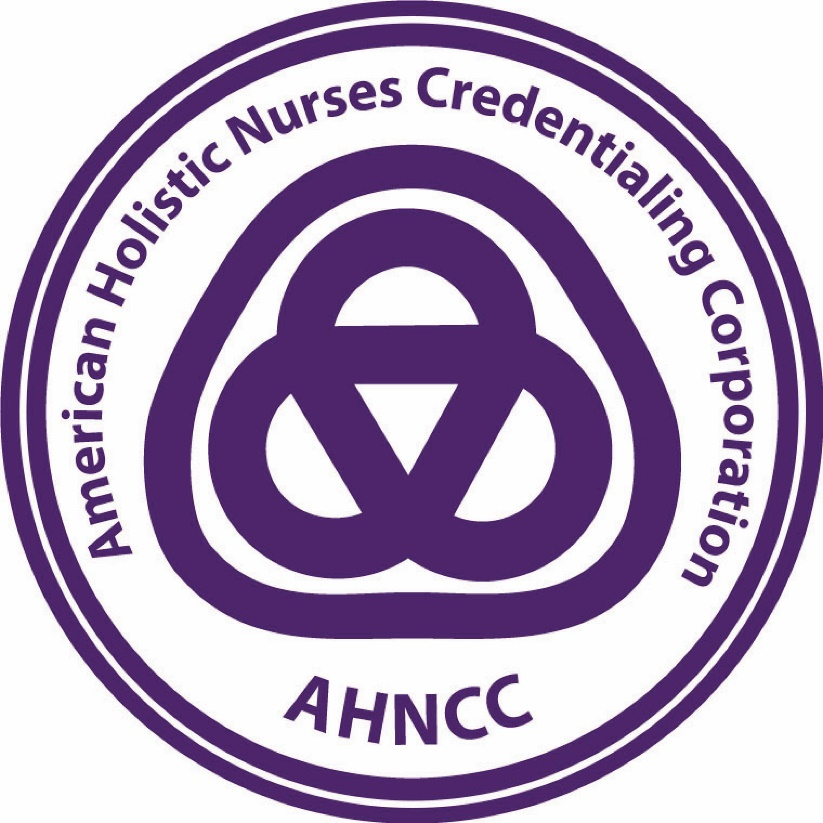 American Holistic Nurses Credentialing Corporation
AHNCC